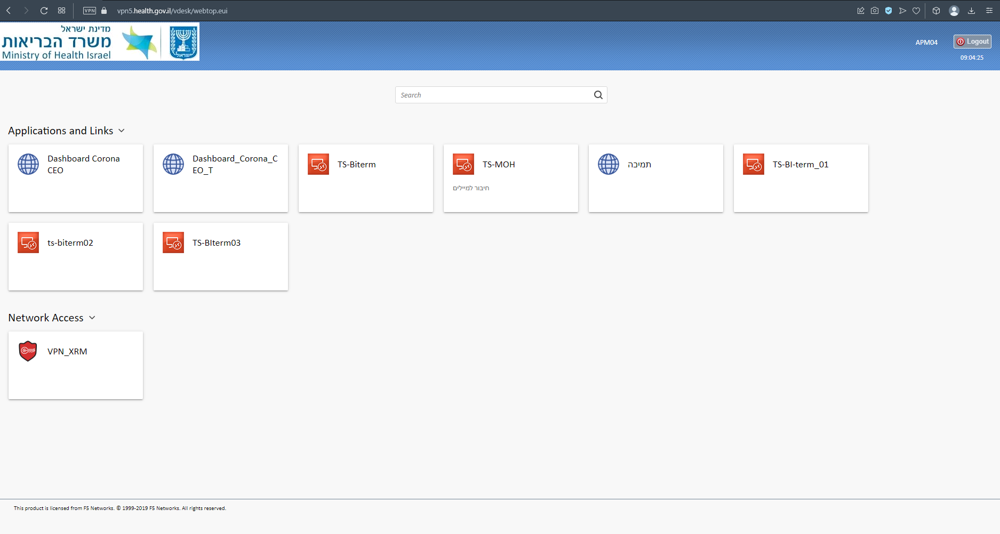 VPN
vpn5.health.gov.il/vdesk/webtop.eui
מדינת ישראל
משרד הבריאות
Ministry of Health Israel
ישראל
APM04
Logout
09:04:25
Search
Applications and Links
Dashboard Corona
CEO
Dashboard_Corona_C
EO_T
TS-Biterm
TS-MOH
חיבור למיילים
תמיכה
TS-BI-term_01
ts-biterm02
TS-BIterm03
Network Access
VPN_XRM
This product is licensed from F5 Networks. © 1999-2019 F5 Networks. All rights reserved.